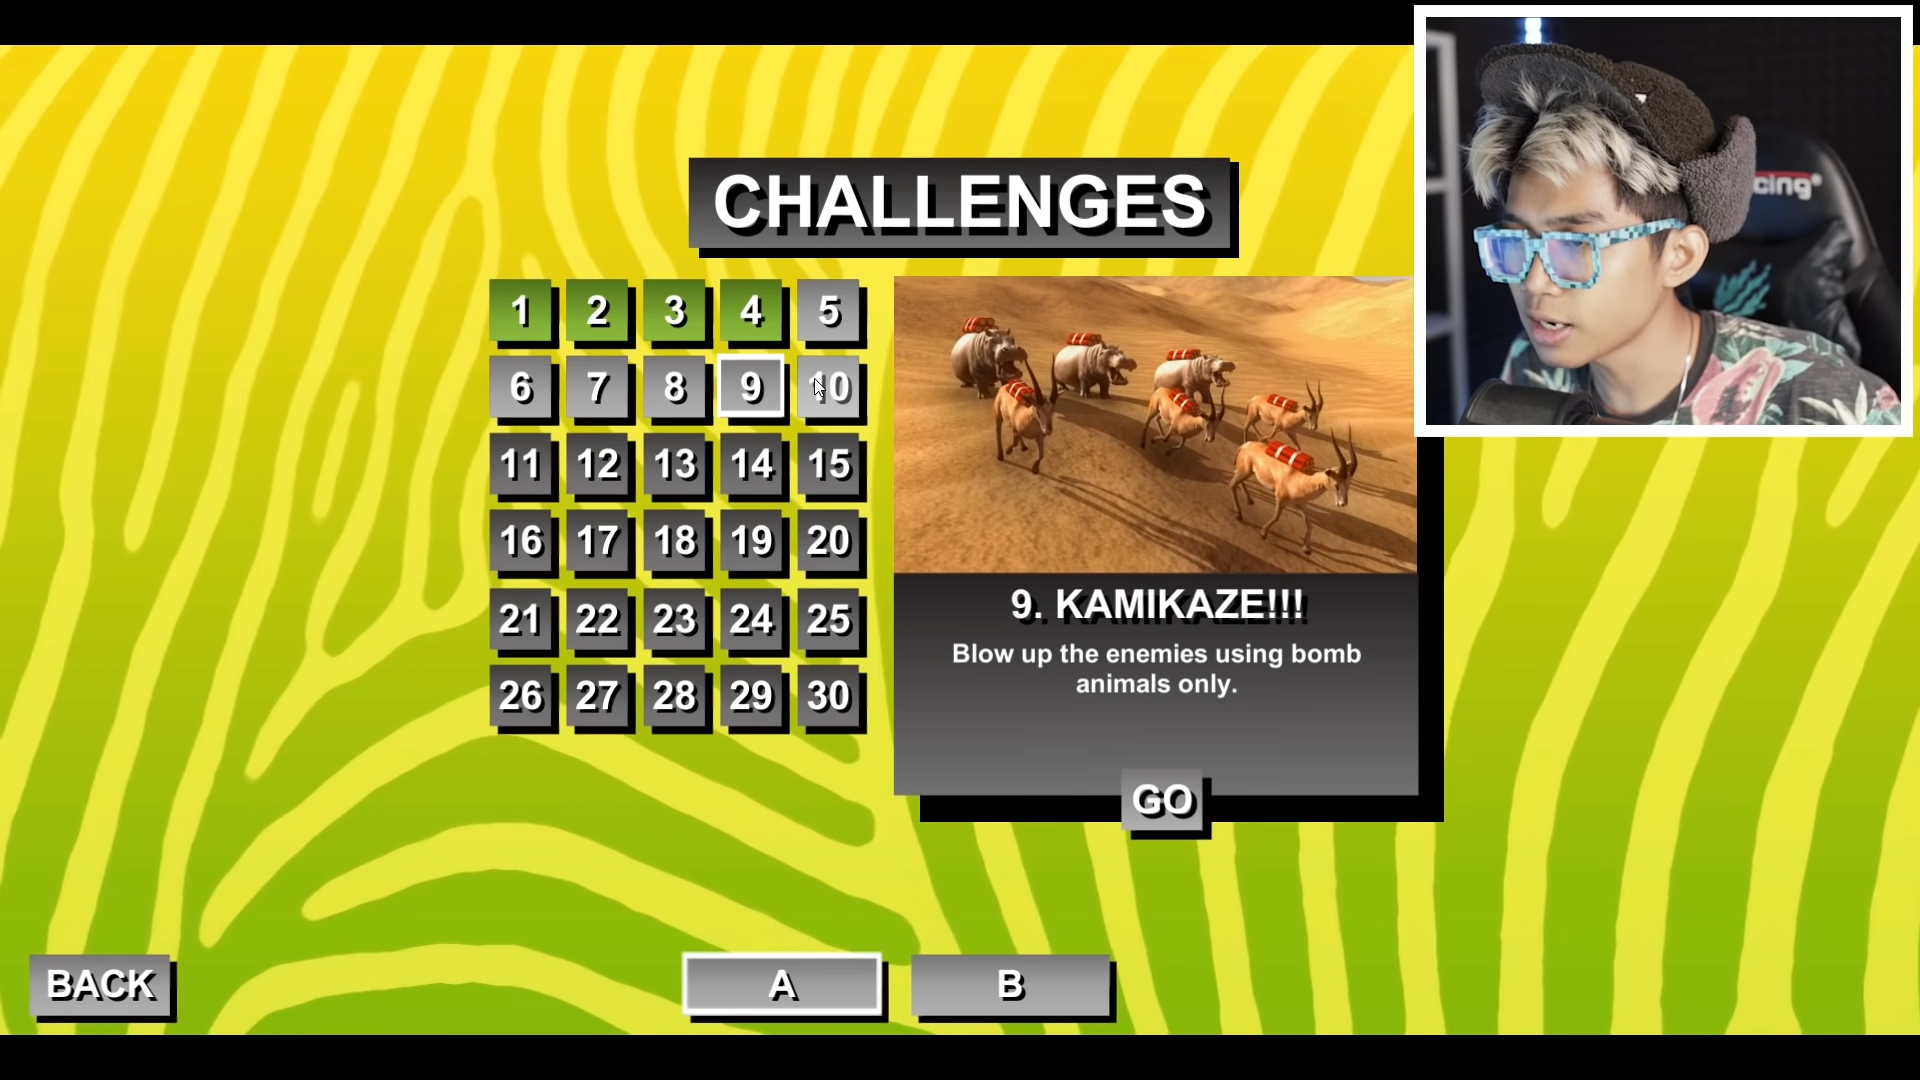 CHALLENGES
1 2 3 4 5
6 7 8 9 10
11 12 13 14 15
16 17 18 19 20
21 22 23 24 25
26 27 28 29 30
9. KAMIKAZE!!!
Blow up the enemies using bomb
animals only.
GO
BACK
A
B
cing